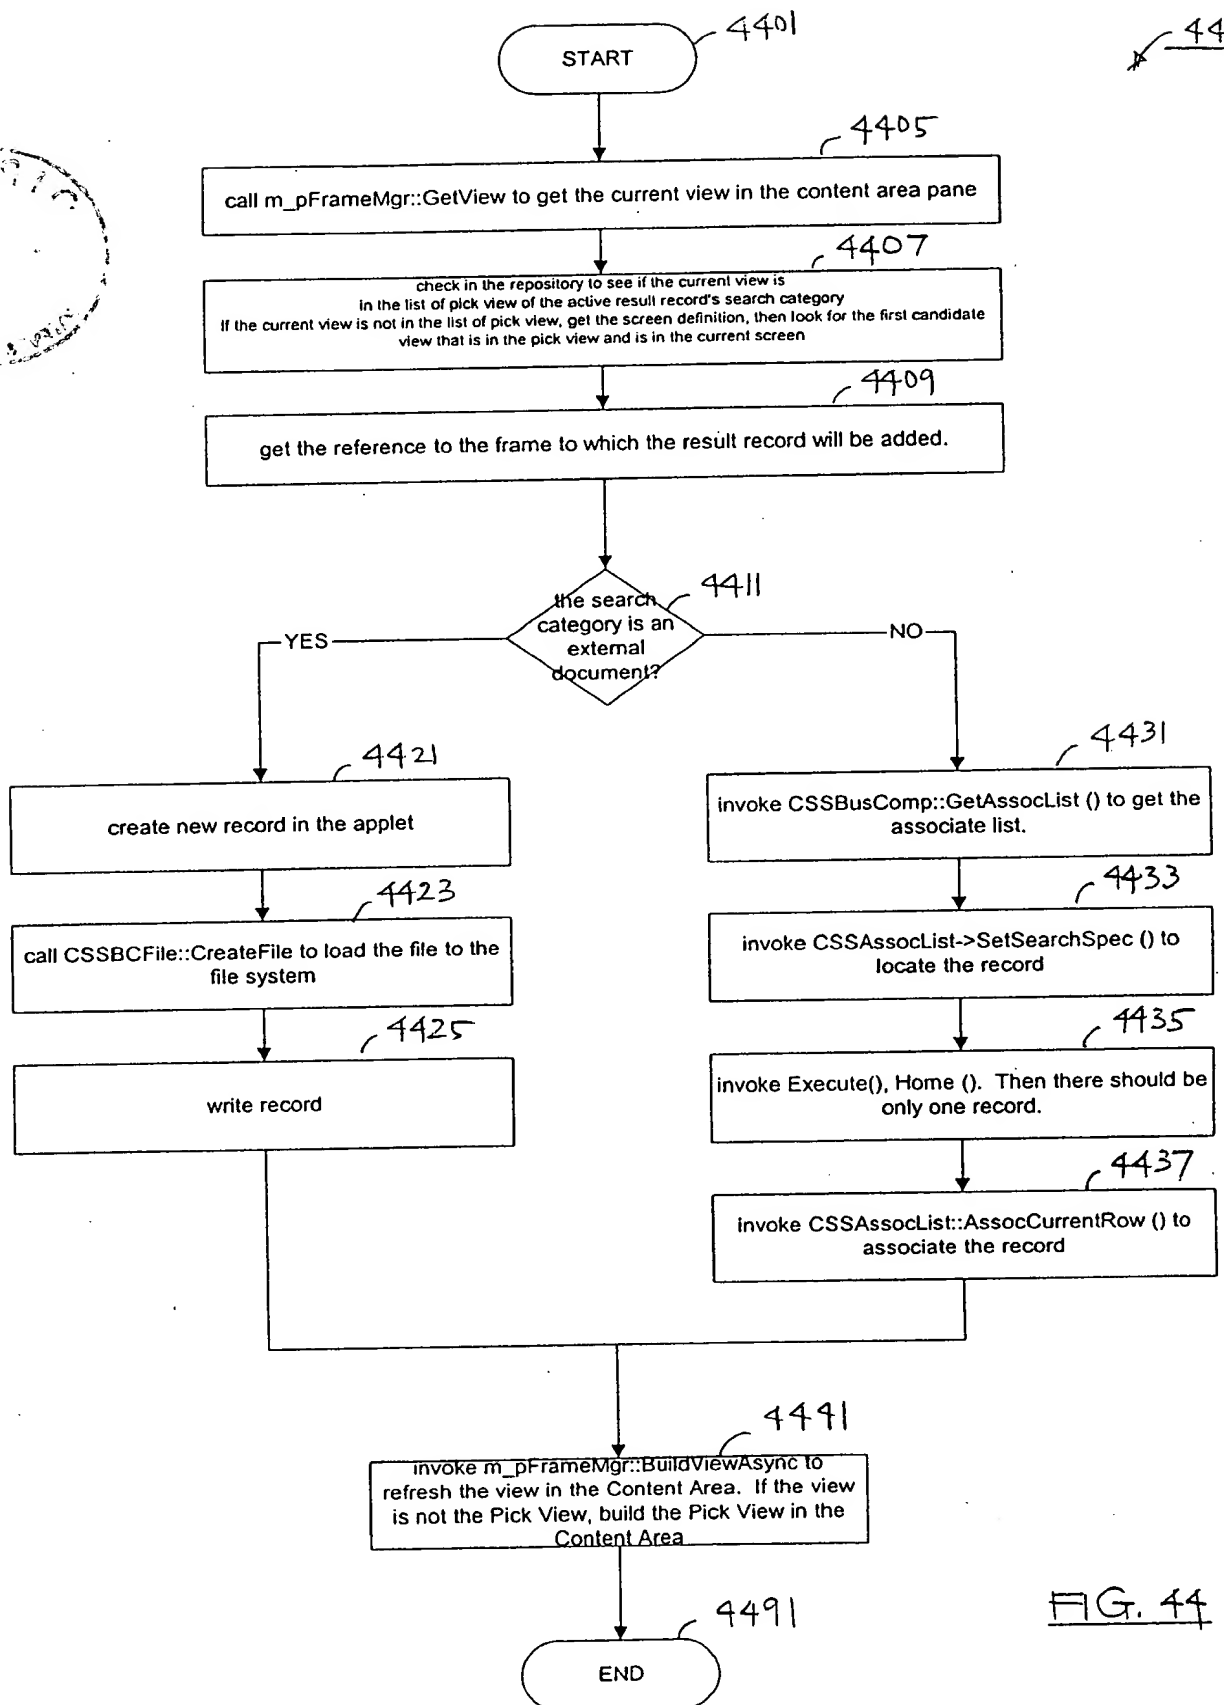 4401
START
44
4405
call m_pFrameMgr::GetView to get the current view in the content area pane
4407
check in the repository to see if the current view is
in the list of pick view of the active result record's search category
If the current view is not in the list of pick view, get the screen definition, then look for the first candidate
view that is in the pick view and is in the current screen
4409
get the reference to the frame to which the result record will be added.
4411
the search
category is an
external
document?
YES
NO
4421
create new record in the applet
4423
call CSSBCFile::CreateFile to load the file to the
file system
4425
write record
4431
invoke CSSBusComp::GetAssocList () to get the
associate list.
4433
invoke CSSAssocList->SetSearchSpec () to
locate the record
4435
invoke Execute(), Home (). Then there should be
only one record.
4437
invoke CSSAssocList::AssocCurrentRow () to
associate the record
4441
invoke m_pFrameMgr::BuildViewAsync to
refresh the view in the Content Area. If the view
is not the Pick View, build the Pick View in the
Content Area
4491
END
FIG. 44